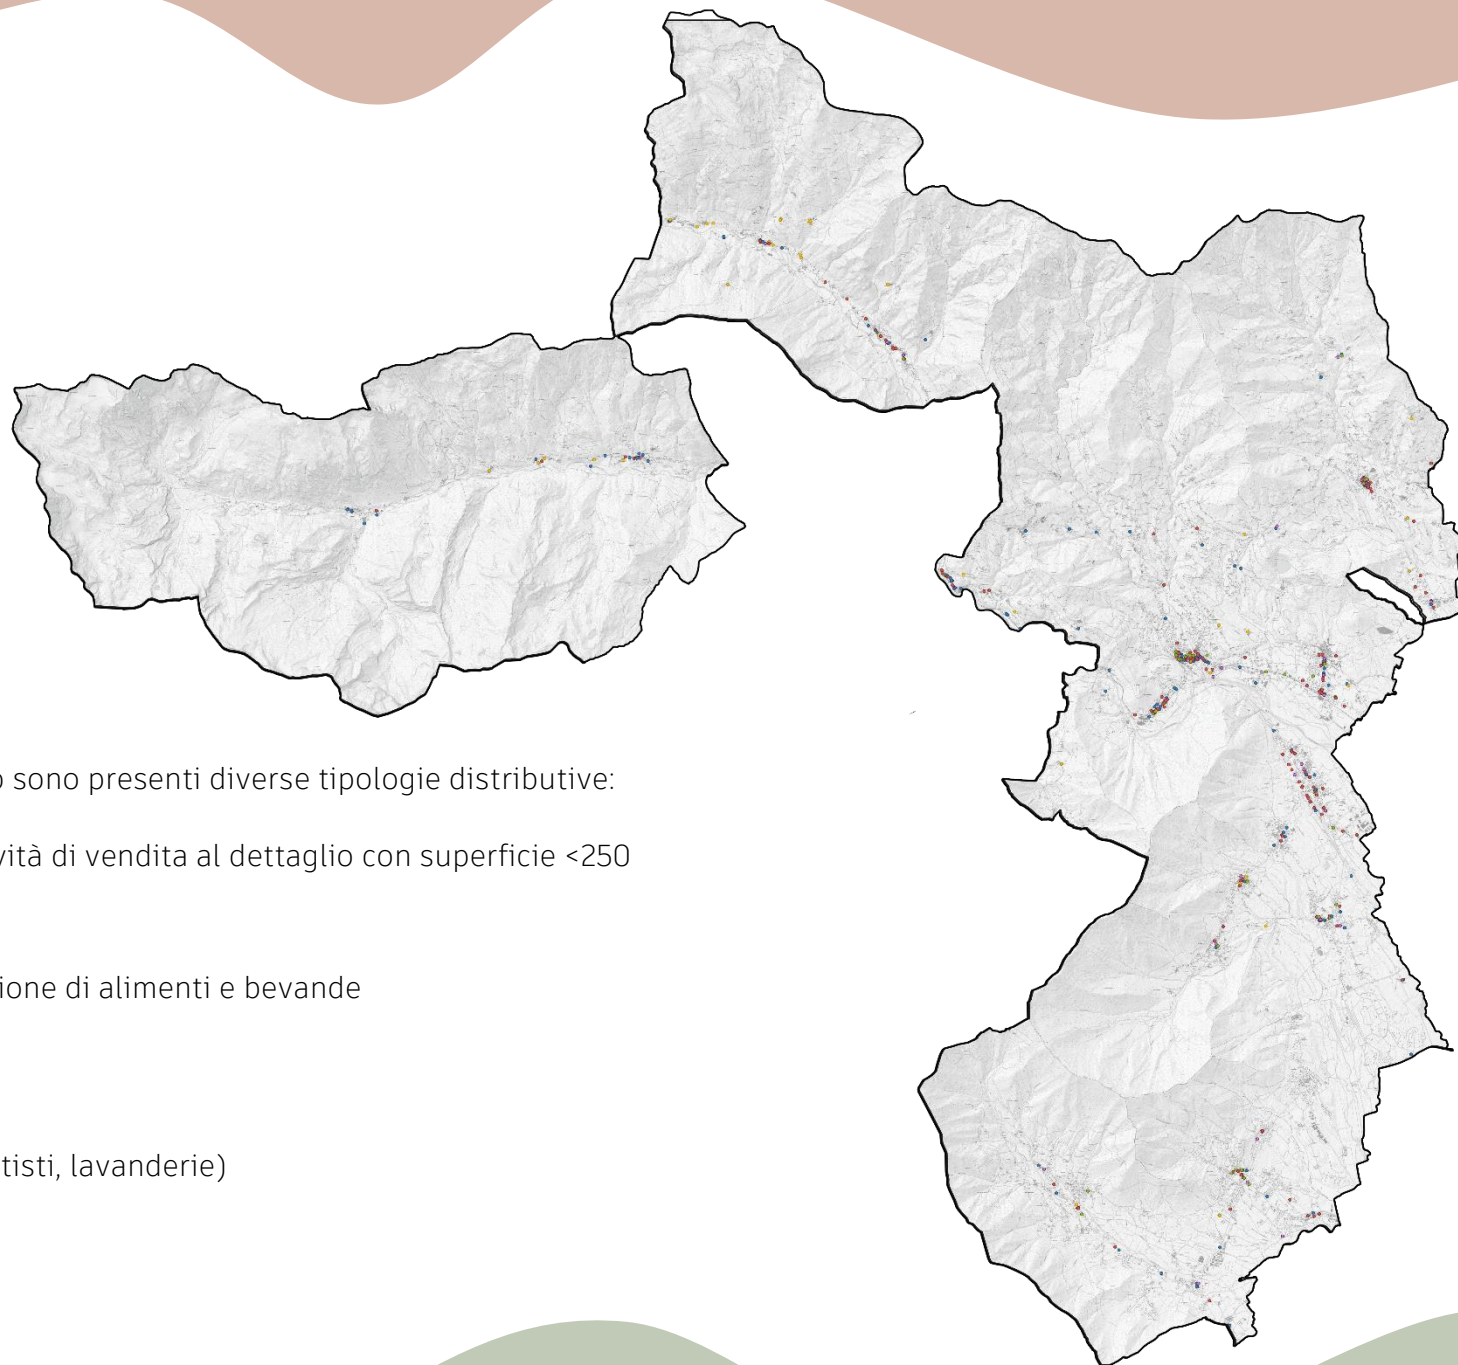 o sono presenti diverse tipologie distributive:
vità di vendita al dettaglio con superficie <250
ione di alimenti e bevande
tisti, lavanderie)